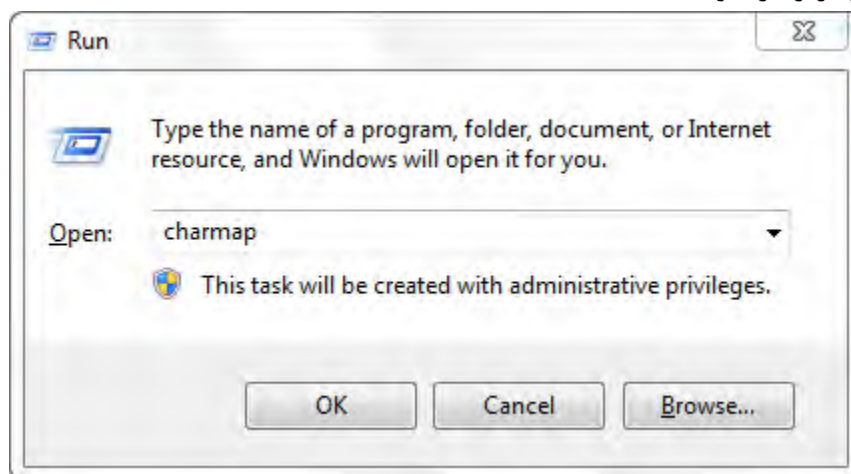 Run
Type the name of a program, folder, document, or Internet
resource, and Windows will open it for you.
Open: charmap
This task will be created with administrative privileges.
OK Cancel Browse...